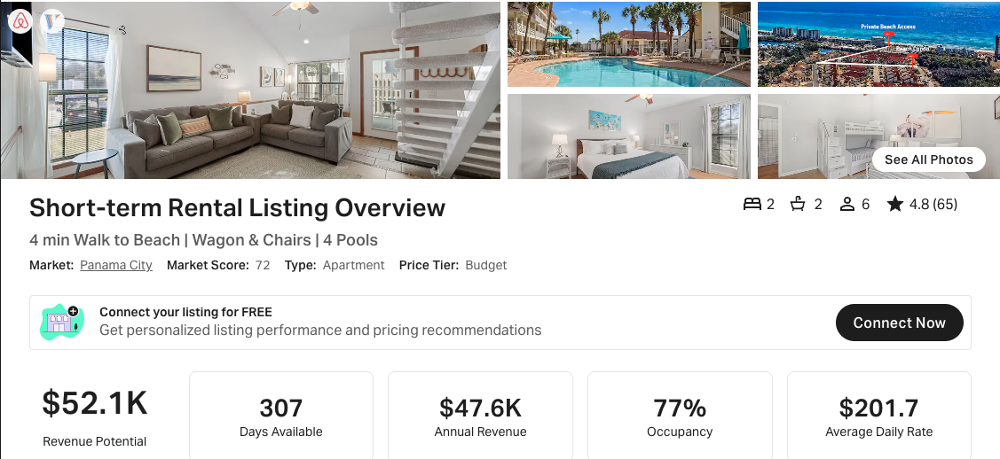 Private Beach Access
Beach Condo
See All Photos
Short-term Rental Listing Overview
2 2 6 4.8 (65)
4 min Walk to Beach | Wagon & Chairs | 4 Pools
Market: Panama City Market Score: 72 Type: Apartment Price Tier: Budget
Connect your listing for FREE
Get personalized listing performance and pricing recommendations
Connect Now
$52.1K
Revenue Potential
307
Days Available
$47.6K
Annual Revenue
77%
Occupancy
$201.7
Average Daily Rate